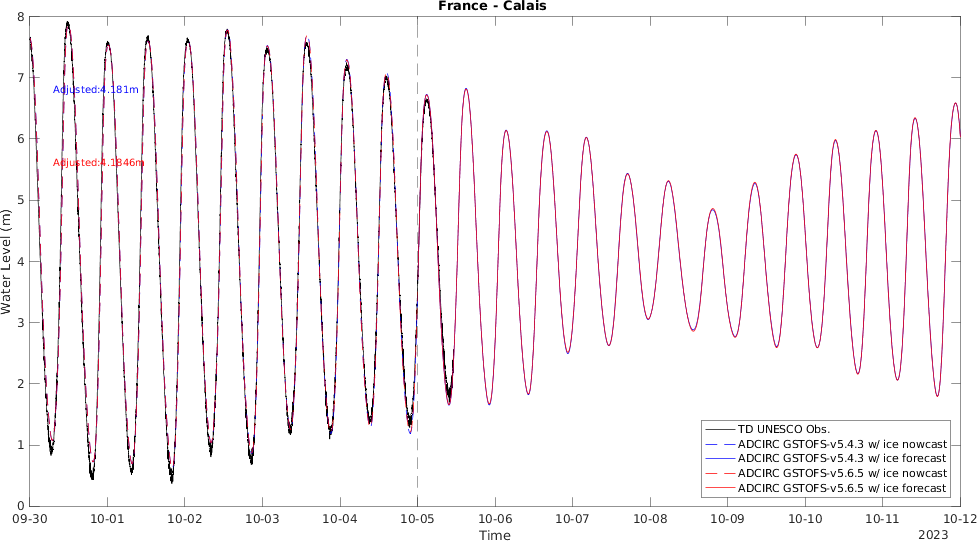 France - Calais
8
7
6
5
4
3
2
1
0
Water Level (m)
Adjusted:4.181m
Adjusted:4.1846m
TD UNESCO Obs.
ADCIRC GSTOFS-v5.4.3 w/ ice nowcast
ADCIRC GSTOFS-v5.4.3 w/ ice forecast
ADCIRC GSTOFS-v5.6.5 w/ ice nowcast
ADCIRC GSTOFS-v5.6.5 w/ ice forecast
09-30 10-01 10-02 10-03 10-04 10-05 10-06 10-07 10-08 10-09 10-10 10-11 10-12
Time
2023